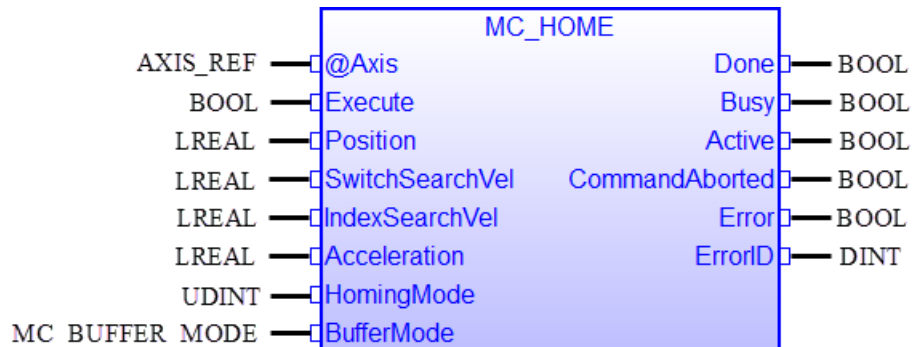 MC_HOME
AXIS_REF @Axis Done BOOL
BOOL Execute Busy BOOL
LREAL Position Active BOOL
LREAL SwitchSearchVel CommandAborted BOOL
LREAL IndexSearchVel Error BOOL
LREAL Acceleration ErrorID DINT
UDINT HomingMode
MC_BUFFER_MODE BufferMode